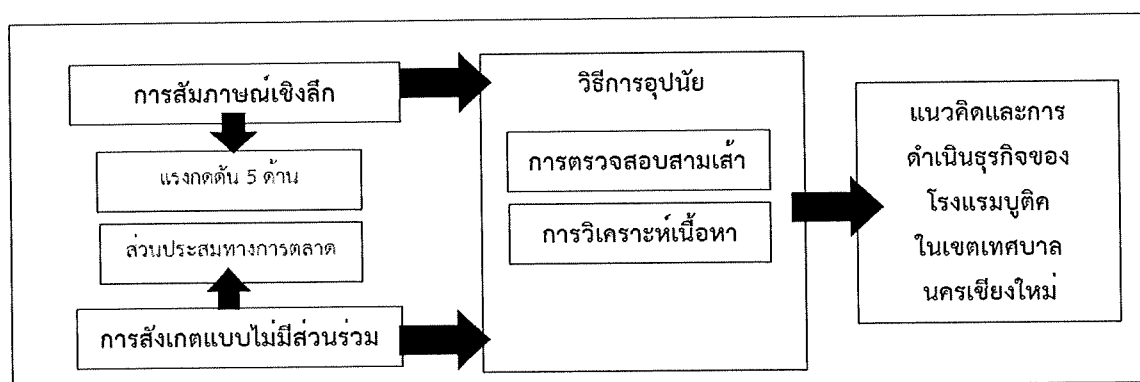 การสัมภาษณ์เชิงลึก
แรงกดดัน 5 ด้าน
ส่วนประสมทางการตลาด
การสังเกตแบบไม่มีส่วนร่วม
วิธีการอุปนัย
การตรวจสอบสามเส้า
การวิเคราะห์เนื้อหา
แนวคิดและการ
ดำเนินธุรกิจของ
โรงแรมบูติค
ในเขตเทศบาล
นครเชียงใหม่